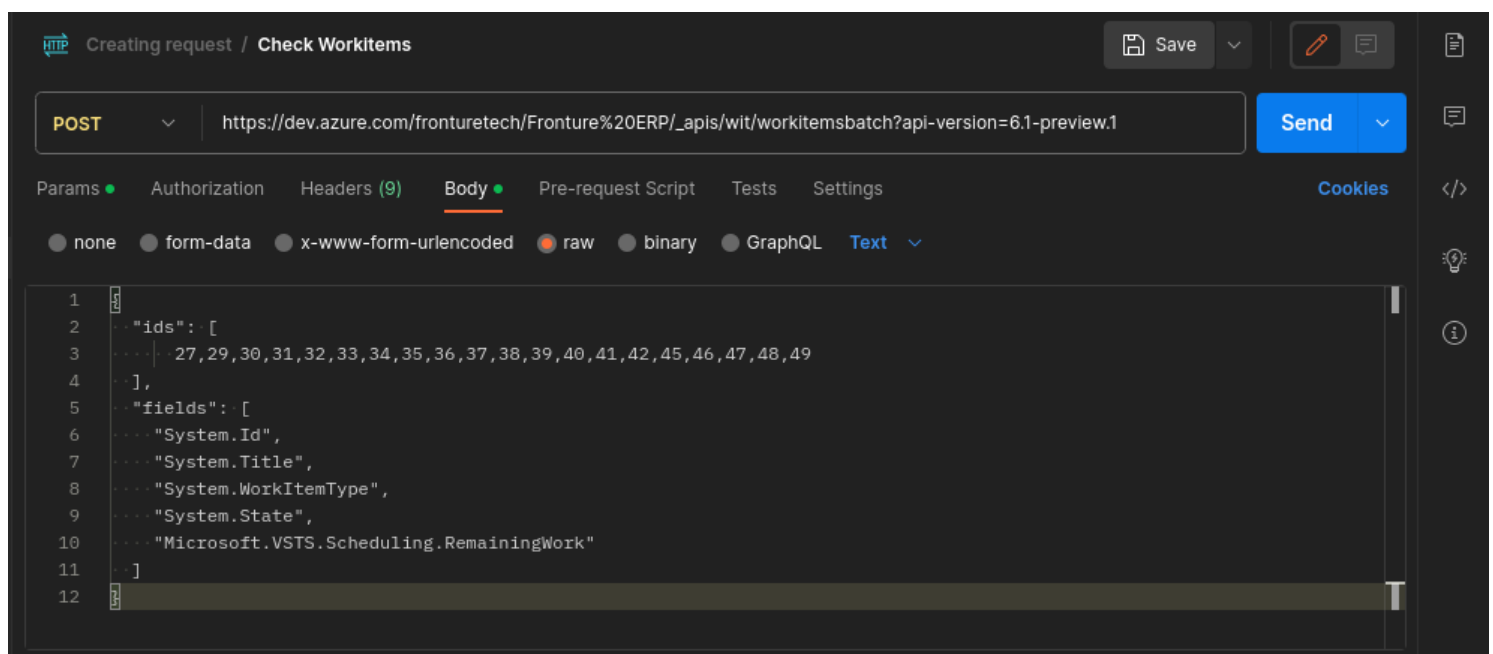 HTTP Creating request / Check Workitems Save
POST https://dev.azure.com/fronturetech/Fronture%20ERP/_apis/wit/workitemsbatch?api-version=6.1-preview.1 Send
Params Authorization Headers (9) Body Pre-request Script Tests Settings Cookies
none form-data x-www-form-urlencoded raw binary GraphQL Text
1 {
2 "ids": [
3 27,29,30,31,32,33,34,35,36,37,38,39,40,41,42,45,46,47,48,49
4 ],
5 "fields": [
6 "System.Id",
7 "System.Title",
8 "System.WorkItemType",
9 "System.State",
10 "Microsoft.VSTS.Scheduling.RemainingWork"
11 ]
12 }